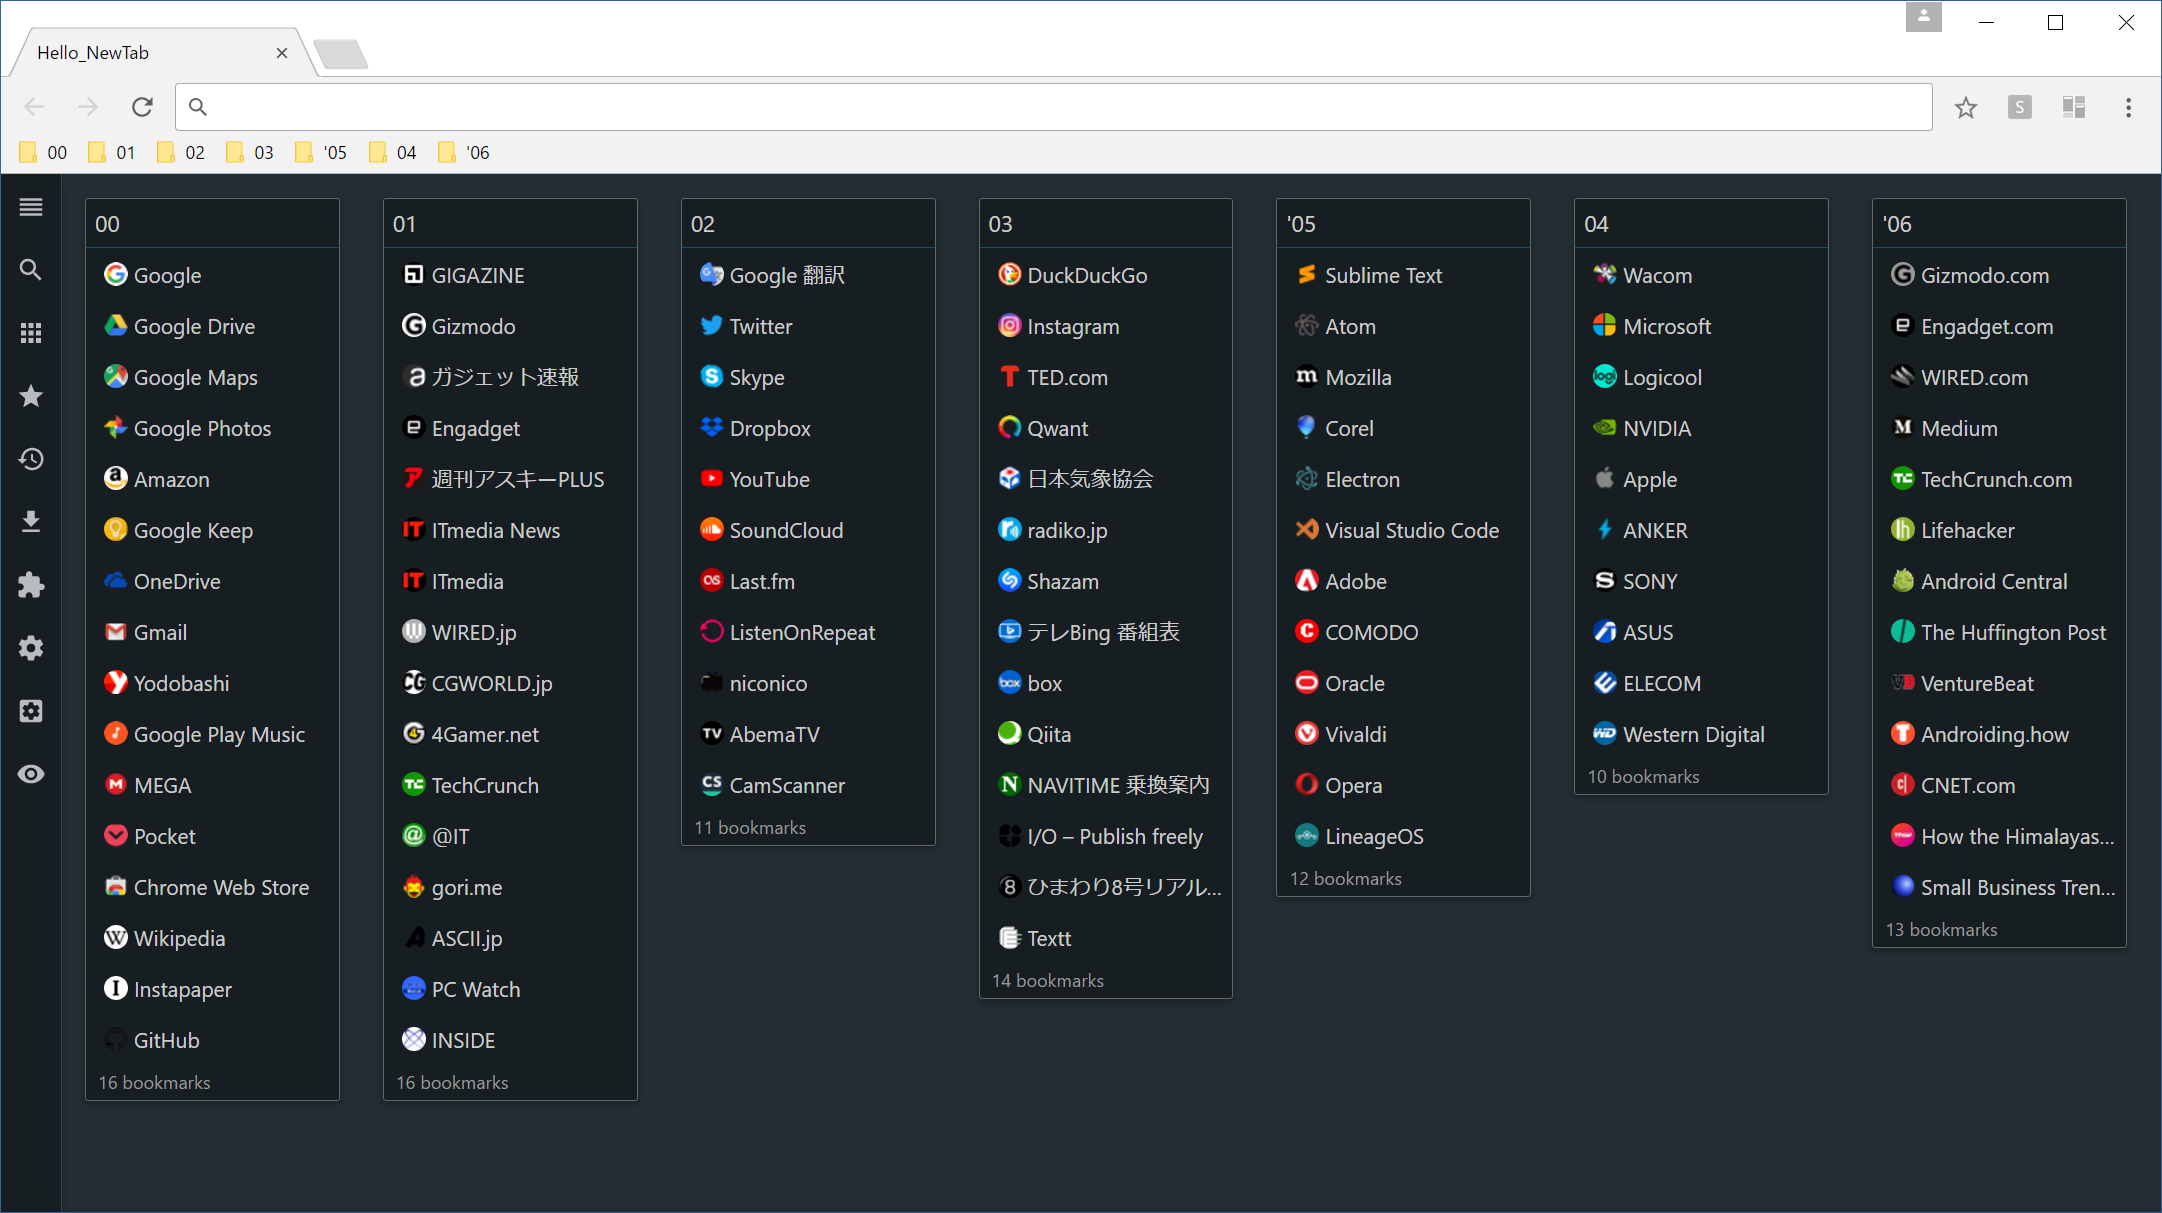 Hello_NewTab
00
01
02
03
'05
04
'06
00
Google
Google Drive
Google Maps
Google Photos
Amazon
Google Keep
OneDrive
Gmail
Yodobashi
Google Play Music
MEGA
Pocket
Chrome Web Store
Wikipedia
Instapaper
GitHub
16 bookmarks
01
GIGAZINE
Gizmodo
ガジェット速報
Engadget
週刊アスキーPLUS
ITmedia News
ITmedia
WIRED.jp
CGWORLD.jp
4Gamer.net
TechCrunch
@IT
gori.me
ASCII.jp
PC Watch
INSIDE
16 bookmarks
02
Google 翻訳
Twitter
Skype
Dropbox
YouTube
SoundCloud
Last.fm
ListenOnRepeat
niconico
AbemaTV
CamScanner
11 bookmarks
03
DuckDuckGo
Instagram
TED.com
Qwant
日本気象協会
radiko.jp
Shazam
テレBing 番組表
box
Qiita
NAVITIME 乗換案内
I/O – Publish freely
ひまわり8号リアル...
Textt
14 bookmarks
'05
Sublime Text
Atom
Mozilla
Corel
Electron
Visual Studio Code
Adobe
COMODO
Oracle
Vivaldi
Opera
LineageOS
12 bookmarks
04
Wacom
Microsoft
Logicool
NVIDIA
Apple
ANKER
SONY
ASUS
ELECOM
Western Digital
10 bookmarks
'06
Gizmodo.com
Engadget.com
WIRED.com
Medium
TechCrunch.com
Lifehacker
Android Central
The Huffington Post
VentureBeat
Androiding.how
CNET.com
How the Himalayas...
Small Business Tren...
13 bookmarks